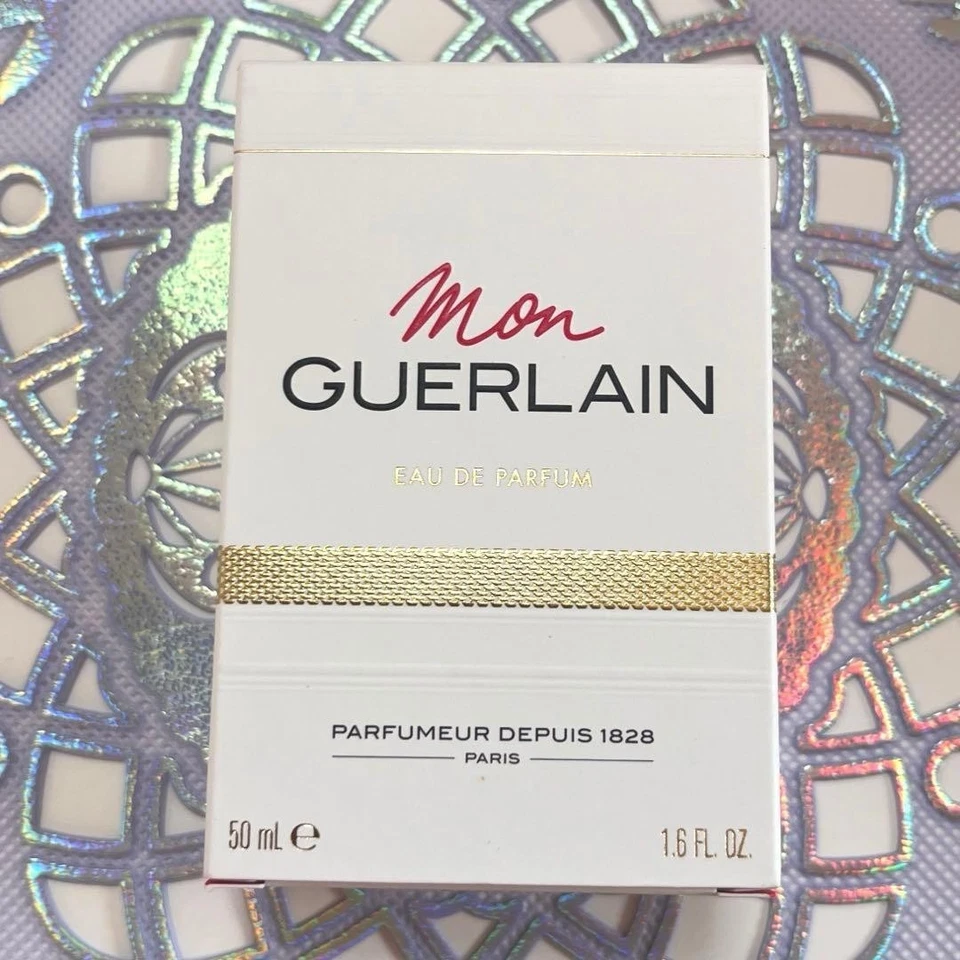 Mon
GUERLAIN
EAU DE PARFUM
PARFUMEUR DEPUIS 1828
PARIS
50 mL ℮
1.6 FL. OZ.